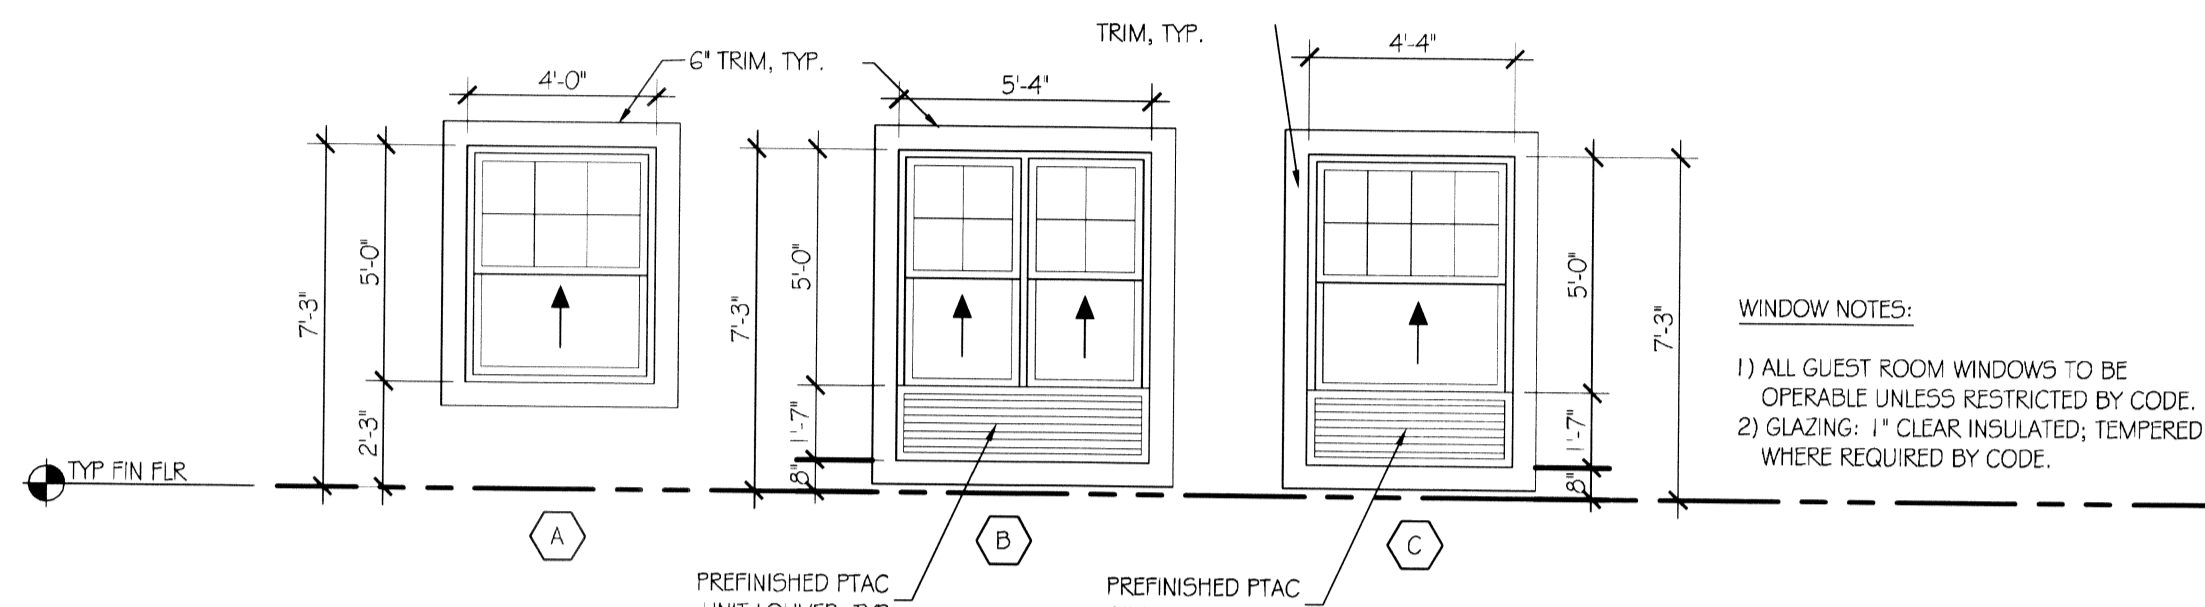 TRIM, TYP.
6" TRIM, TYP.
4'-0"
5'-4"
4'-4"
7'-3"
5'-0"
2'-3"
7'-3"
5'-0"
1'-7"
8"
5'-0"
1'-7"
8"
7'-3"
WINDOW NOTES:
1) ALL GUEST ROOM WINDOWS TO BE
OPERABLE UNLESS RESTRICTED BY CODE.
2) GLAZING: 1" CLEAR INSULATED; TEMPERED
WHERE REQUIRED BY CODE.
TYP FIN FLR
A
B
C
PREFINISHED PTAC
UNIT LOUVER, TYP
PREFINISHED PTAC